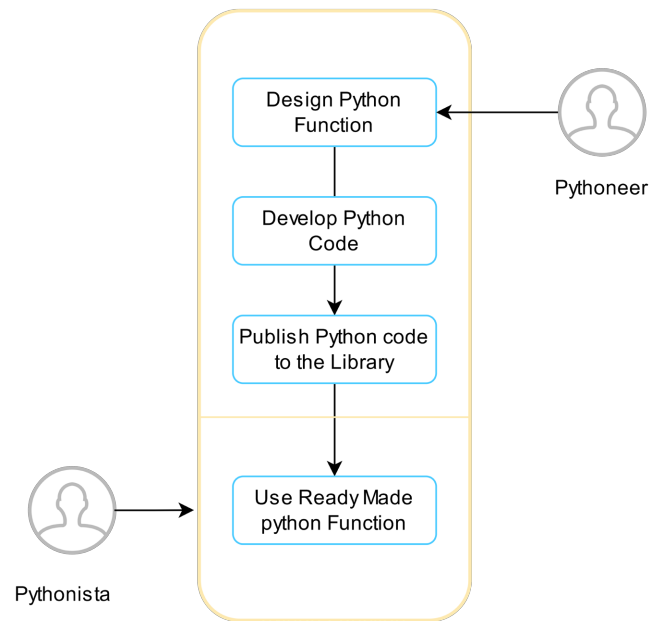 Design Python
Function
Pythoneer
Develop Python
Code
Publish Python code
to the Library
Use Ready Made
python Function
Pythonista